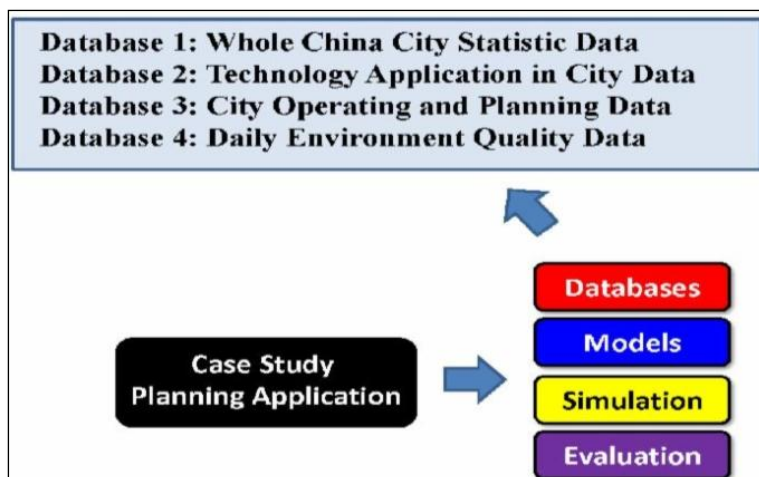 Database 1: Whole China City Statistic Data
Database 2: Technology Application in City Data
Database 3: City Operating and Planning Data
Database 4: Daily Environment Quality Data
Databases
Models
Case Study
Planning Application
Simulation
Evaluation